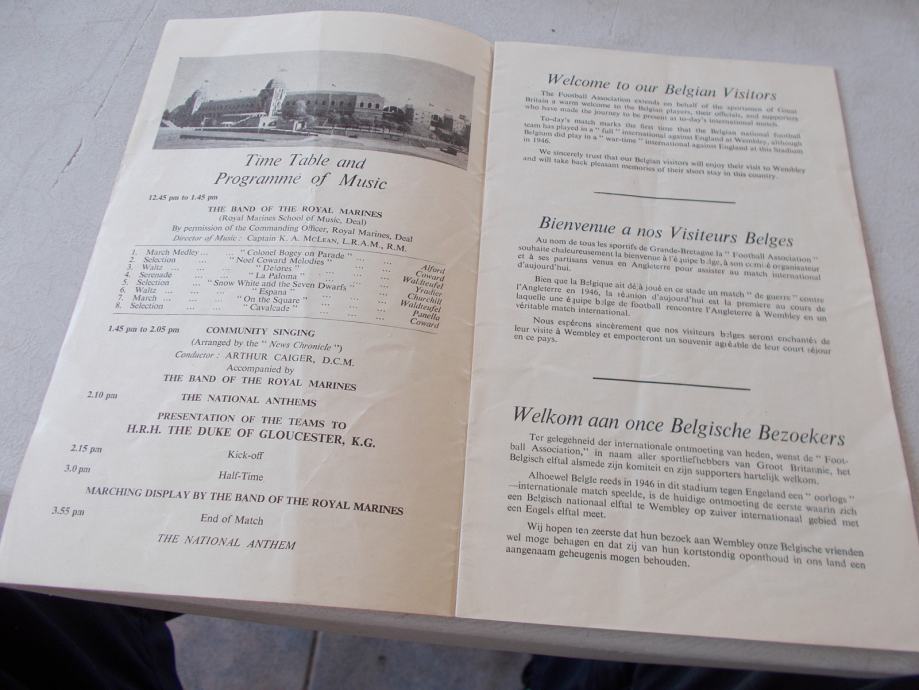 Time Table and
Programme of Music
12.45 pm to 1.45 pm
THE BAND OF THE ROYAL MARINES
(Royal Marines School of Music, Deal)
By permission of the Commanding Officer, Royal Marines, Deal
Director of Music: Captain K. A. McLEAN, L.R.A.M., R.M.
1. March Medley ... "Colonel Bogey on Parade" ... ... Alford
2. Selection "Noel Coward Melodies" ... ... Coward
3. Waltz ... ... ... "Dolores" ... ... ... Waldteufel
4. Serenade ... ... "La Paloma" ... ... ... Yradier
5. Selection "Snow White and the Seven Dwarfs" ... Churchill
6. Waltz ... ... ... "Espana" ... ... ... Waldteufel
7. March ... ... "On the Square" ... ... ... Panella
8. Selection ... ... "Cavalcade" ... ... ... Coward
1.45 pm to 2.05 pm COMMUNITY SINGING
(Arranged by the "News Chronicle")
Conductor: ARTHUR CAIGER, D.C.M.
Accompanied by
THE BAND OF THE ROYAL MARINES
2.10 pm THE NATIONAL ANTHEMS
PRESENTATION OF THE TEAMS TO
H.R.H. THE DUKE OF GLOUCESTER, K.G.
2.15 pm Kick-off
3.0 pm Half-Time
MARCHING DISPLAY BY THE BAND OF THE ROYAL MARINES
3.55 pm End of Match
THE NATIONAL ANTHEM
Welcome to our Belgian Visitors
The Football Association extends on behalf of the sportsmen of Great
Britain a warm welcome to the Belgian players, their officials, and supporters
who have made the journey to be present at to-day's international match.
To-day's match marks the first time that the Belgian national football
team has played in a "full" international against England at Wembley, although
Belgium did play in a "war-time" international against England at this Stadium
in 1946.
We sincerely trust that our Belgian visitors will enjoy their visit to Wembley
and will take back pleasant memories of their short stay in this country.
Bienvenue a nos Visiteurs Belges
Au nom de tous les sportifs de Grande-Bretagne la "Football Association"
souhaite chaleureusement la bienvenue à l'équipe belge, à son comité organisateur
et à ses partisans venus en Angleterre pour assister au match international
d'aujourd'hui.
Bien que la Belgique ait déjà joué en ce stade un match "de guerre" contre
l'Angleterre en 1946, la réunion d'aujourd'hui est la première au cours de
laquelle une équipe belge de football rencontre l'Angleterre à Wembley en un
véritable match international.
Nous espérons sincèrement que nos visiteurs belges seront enchantés de
leur visite à Wembley et emporteront un souvenir agréable de leur court séjour
en ce pays.
Welkom aan once Belgische Bezoekers
Ter gelegehneid der internationale ontmoeting van heden, wenst de "Foot-
ball Association," in naam aller sportliefhebbers van Groot Britannie, het
Belgisch elftal alsmede zijn komiteit en zijn supporters hartelijk welkom.
Alhoewel Belgle reeds in 1946 in dit stadium tegen Engeland een "oorlogs"
—internationale match speelde, is de huidige ontmoeting de eerste waarin zich
een Belgisch nationaal elftal te Wembley op zuiver internationaal gebied met
een Engels elftal meet.
Wij hopen ten zeerste dat hun bezoek aan Wembley onze Belgische vrienden
wel moge behagen en dat zij van hun kortstondig oponthoud in ons land een
aangenaam geheugenis mogen behouden.